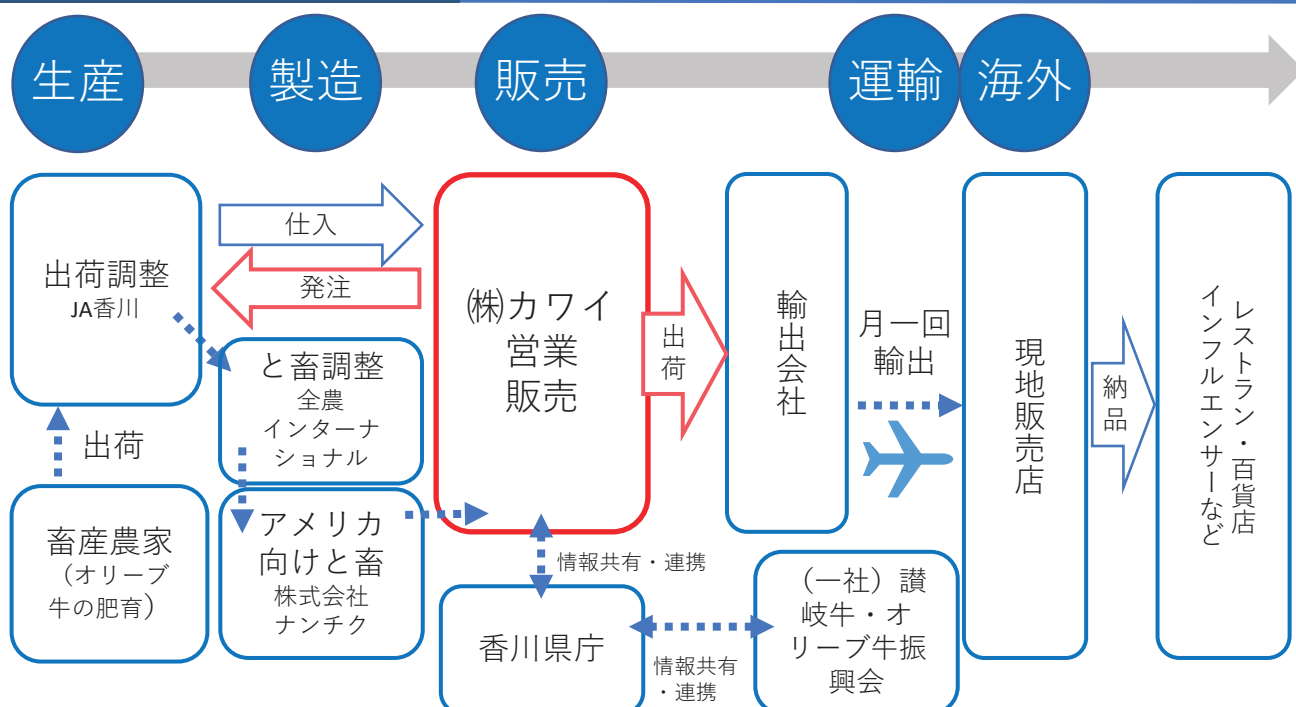 生産
製造
販売
運輸
海外
出荷調整
JA香川
仕入
発注
と畜調整
全農
インターナ
ショナル
出荷
畜産農家
（オリーブ
牛の肥育）
アメリカ
向けと畜
株式会社
ナンチク
㈱カワイ
営業
販売
出荷
輸出会社
月一回
輸出
現地販売店
納品
レストラン・百貨店
インフルエンサーなど
情報共有・連携
香川県庁
情報共有
・連携
（一社）讃
岐牛・オ
リーブ牛振
興会